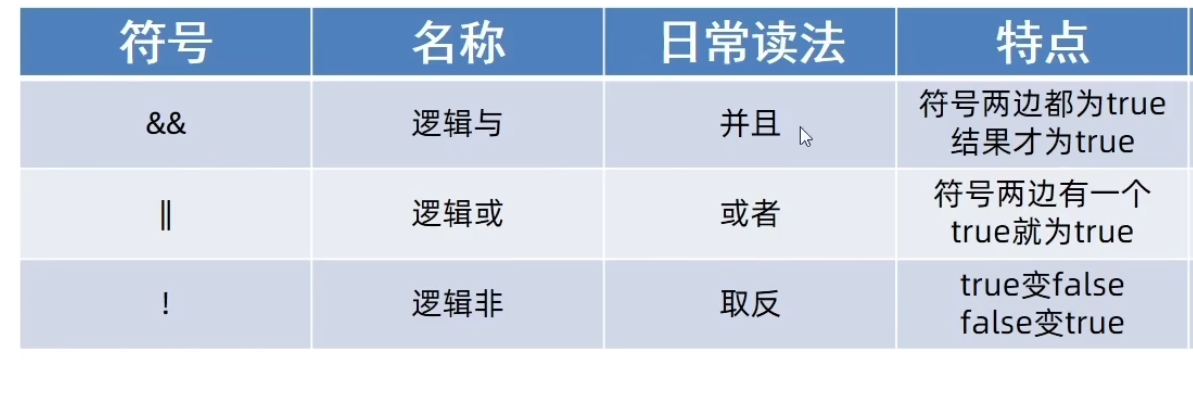 符号 名称 日常读法 特点
&& 逻辑与 并且 符号两边都为true
结果才为true
|| 逻辑或 或者 符号两边有一个
true就为true
! 逻辑非 取反 true变false
false变true